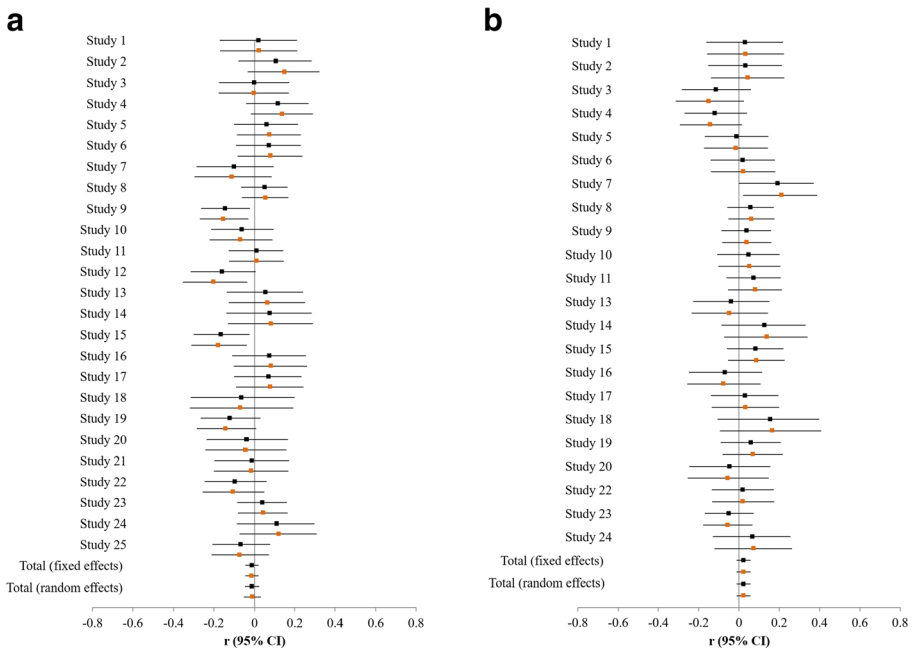 a
Study 1
Study 2
Study 3
Study 4
Study 5
Study 6
Study 7
Study 8
Study 9
Study 10
Study 11
Study 12
Study 13
Study 14
Study 15
Study 16
Study 17
Study 18
Study 19
Study 20
Study 21
Study 22
Study 23
Study 24
Study 25
Total (fixed effects)
Total (random effects)
-0.8 -0.6 -0.4 -0.2 0 0.2 0.4 0.6 0.8
r (95% CI)
b
Study 1
Study 2
Study 3
Study 4
Study 5
Study 6
Study 7
Study 8
Study 9
Study 10
Study 11
Study 13
Study 14
Study 15
Study 16
Study 17
Study 18
Study 19
Study 20
Study 22
Study 23
Study 24
Total (fixed effects)
Total (random effects)
-0.8 -0.6 -0.4 -0.2 0 0.2 0.4 0.6 0.8
r (95% CI)